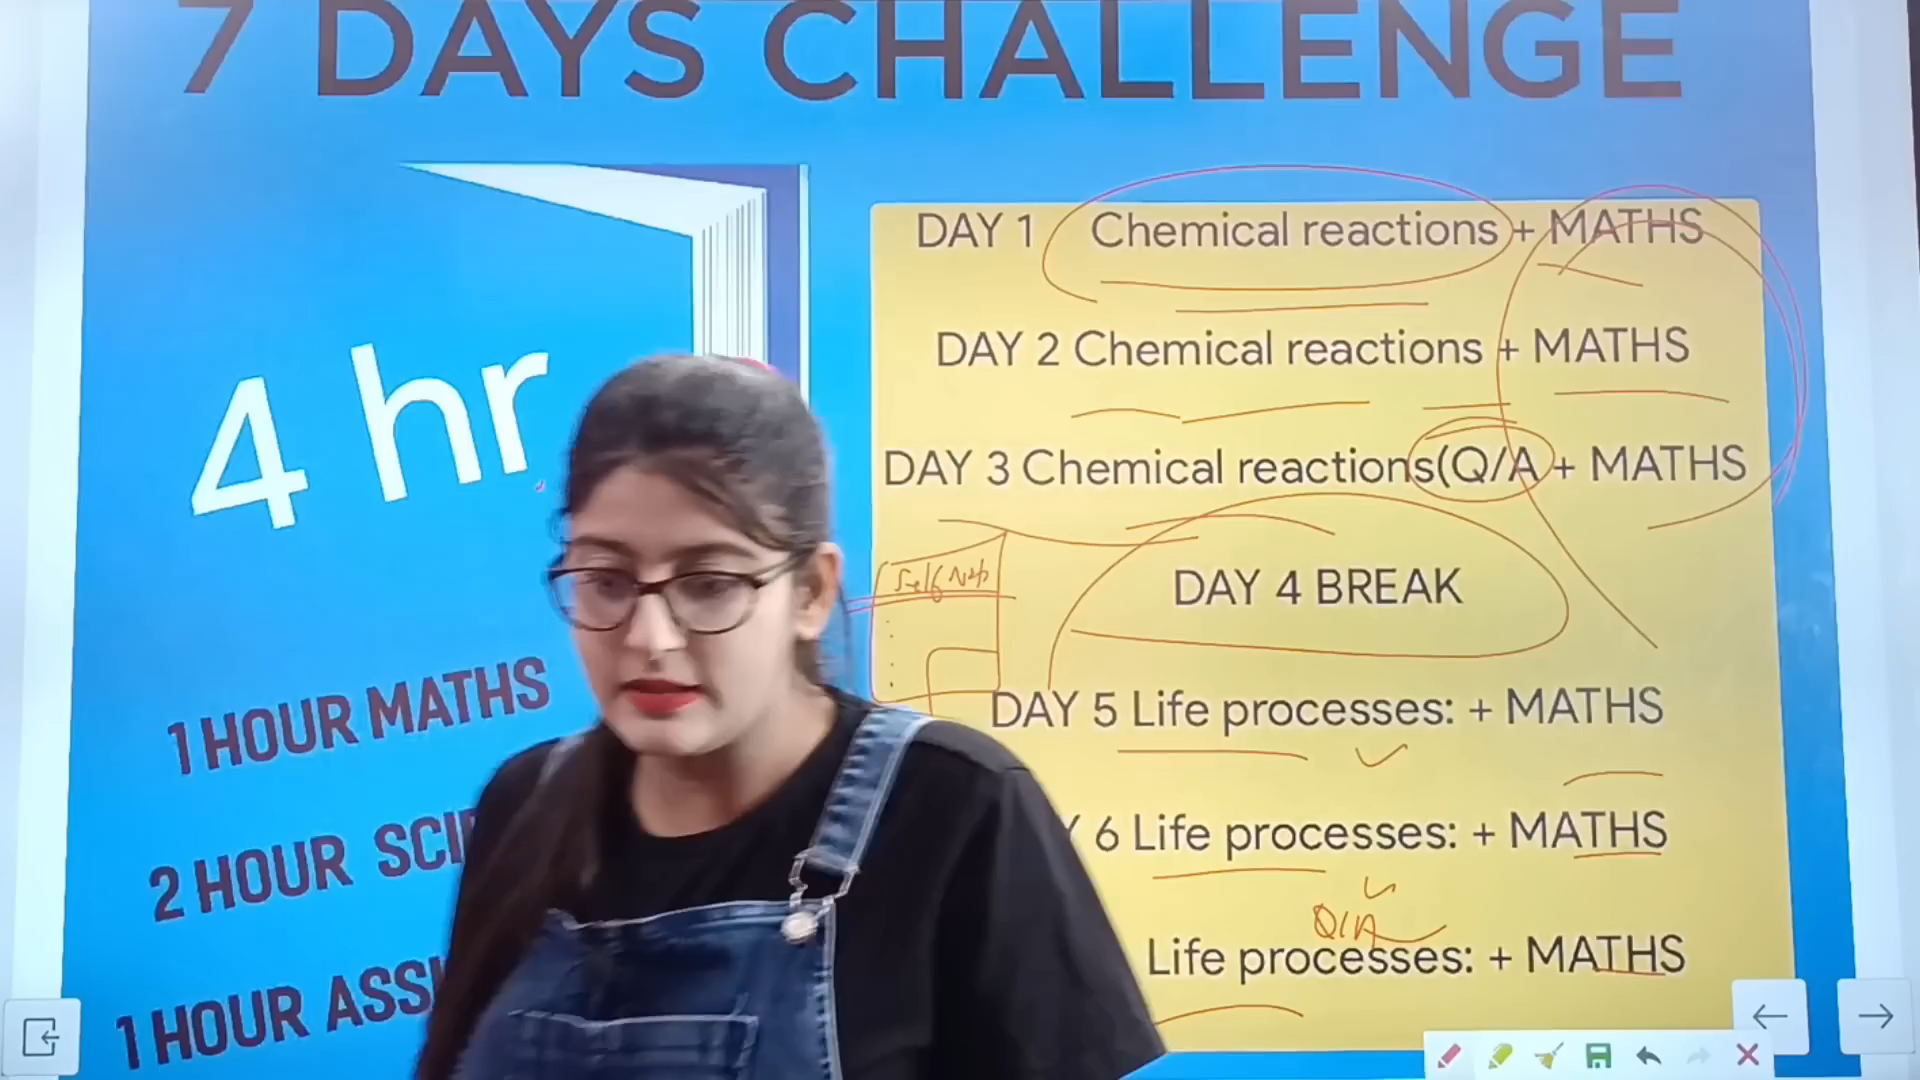 7 DAYS CHALLENGE
4 hr
1 HOUR MATHS
2 HOUR SCI
1 HOUR ASSI
DAY 1 Chemical reactions + MATHS
DAY 2 Chemical reactions + MATHS
DAY 3 Chemical reactions(Q/A + MATHS
Self
DAY 4 BREAK
DAY 5 Life processes: + MATHS
6 Life processes: + MATHS
Q/A
Life processes: + MATHS